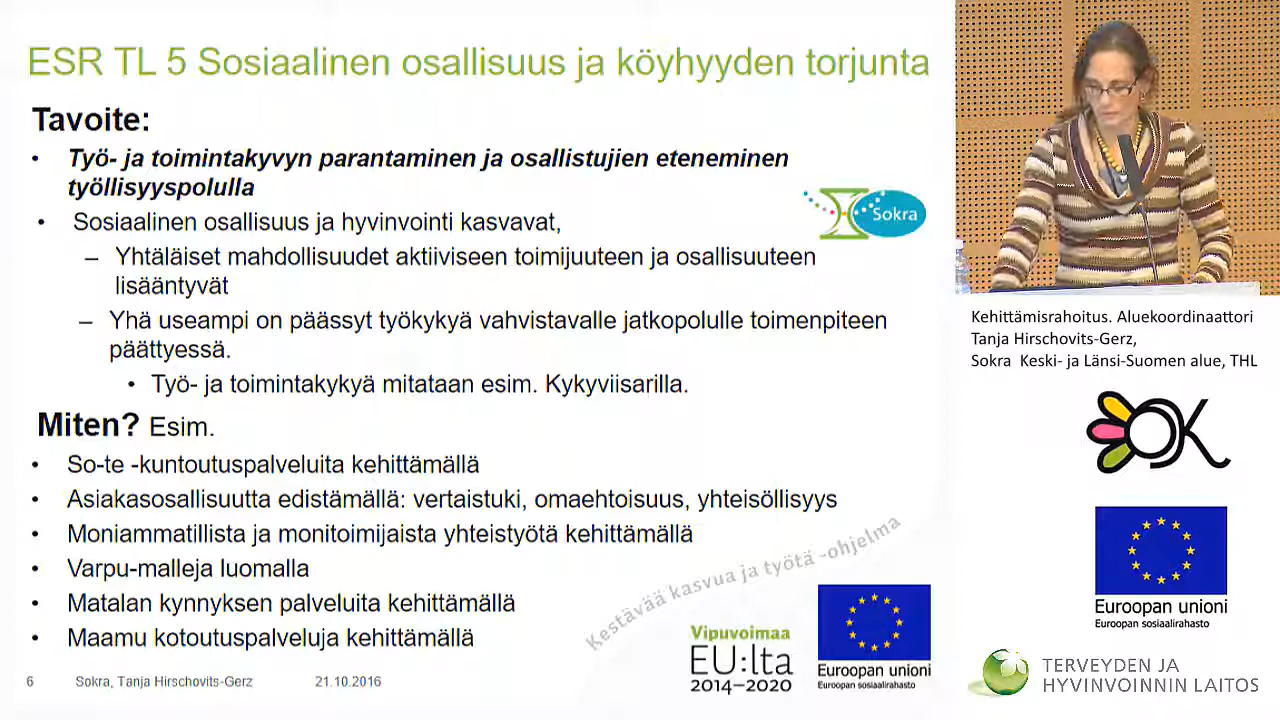 ESR TL 5 Sosiaalinen osallisuus ja köyhyyden torjunta
Tavoite:
• Työ- ja toimintakyvyn parantaminen ja osallistujien eteneminen
työllisyyspolulla
• Sosiaalinen osallisuus ja hyvinvointi kasvavat,
– Yhtäläiset mahdollisuudet aktiiviseen toimijuuteen ja osallisuuteen
lisääntyvät
– Yhä useampi on päässyt työkykyä vahvistavalle jatkopolulle toimenpiteen
päättyessä.
• Työ- ja toimintakykyä mitataan esim. Kykyviisarilla.
Miten? Esim.
• So-te -kuntoutuspalveluita kehittämällä
• Asiakasosallisuutta edistämällä: vertaistuki, omaehtoisuus, yhteisöllisyys
• Moniammatillista ja monitoimijaista yhteistyötä kehittämällä
• Varpu-malleja luomalla
• Matalan kynnyksen palveluita kehittämällä
• Maamu kotoutuspalveluja kehittämällä
Sokra
Kestävää kasvua ja työtä -ohjelma
Vipuvoimaa
EU:lta
2014–2020
Euroopan unioni
Euroopan sosiaalirahasto
6 Sokra, Tanja Hirschovits-Gerz 21.10.2016
Kehittämisrahoitus. Aluekoordinaattori
Tanja Hirschovits-Gerz,
Sokra Keski- ja Länsi-Suomen alue, THL
SOK
Euroopan unioni
Euroopan sosiaalirahasto
TERVEYDEN JA
HYVINVOINNIN LAITOS